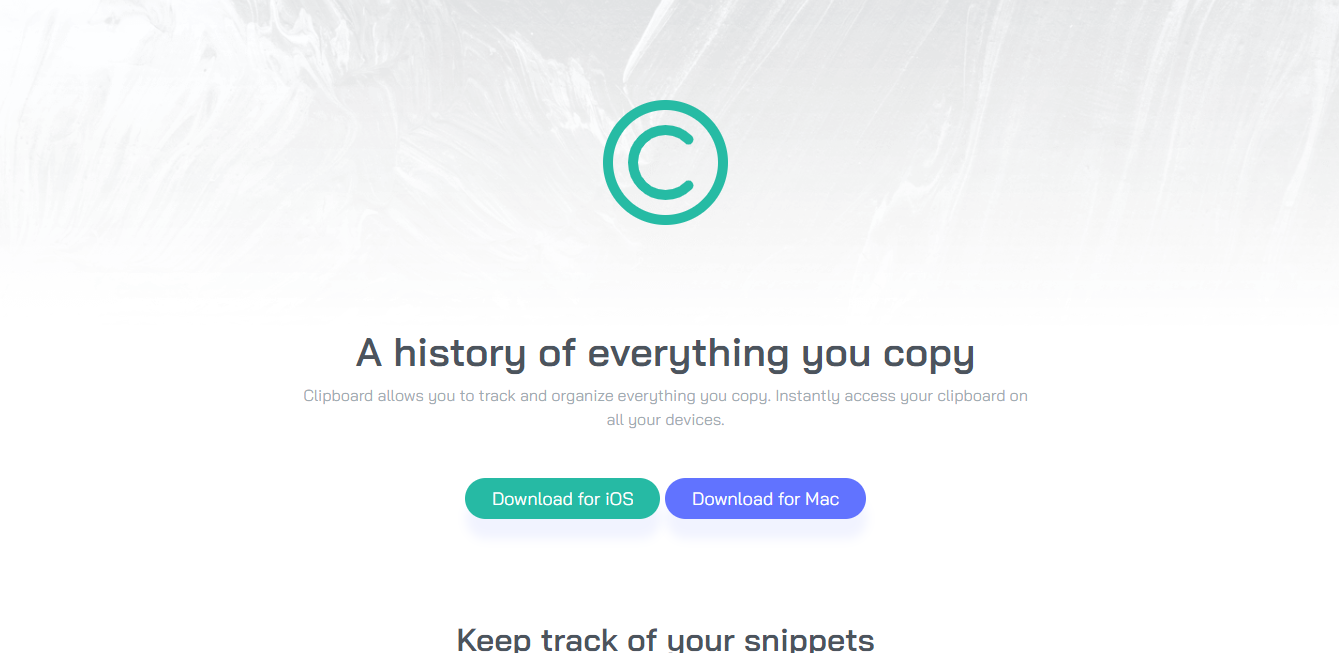 A history of everything you copy
Clipboard allows you to track and organize everything you copy. Instantly access your clipboard on
all your devices.
Download for iOS
Download for Mac
Keep track of your snippets